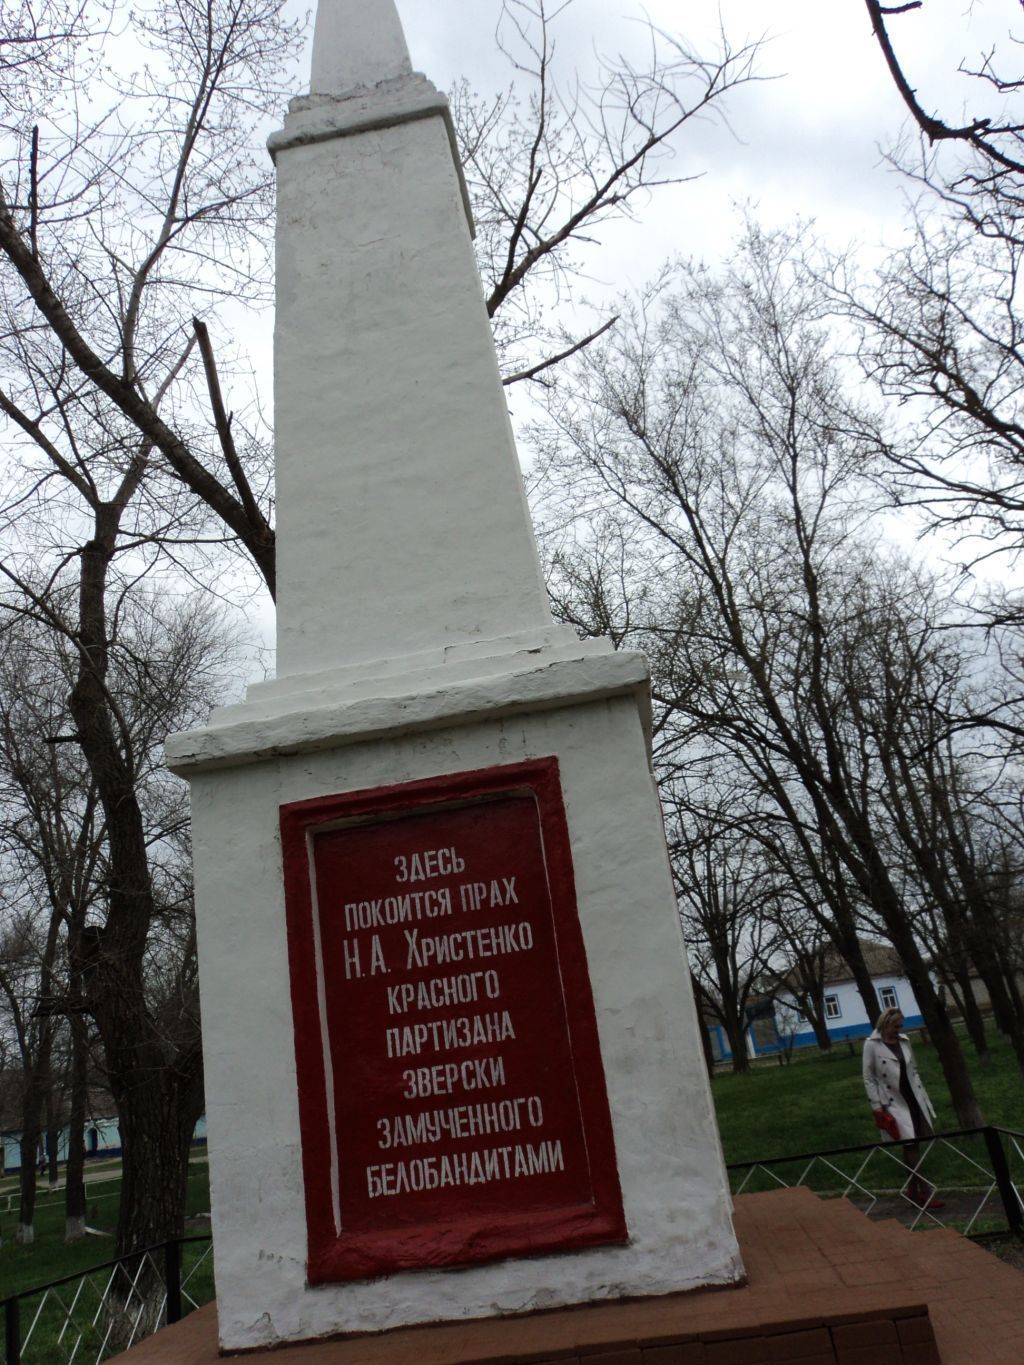 ЗДЕСЬ
ПОКОИТСЯ ПРАХ
Н. А. ХРИСТЕНКО
КРАСНОГО
ПАРТИЗАНА
ЗВЕРСКИ
ЗАМУЧЕННОГО
БЕЛОБАНДИТАМИ